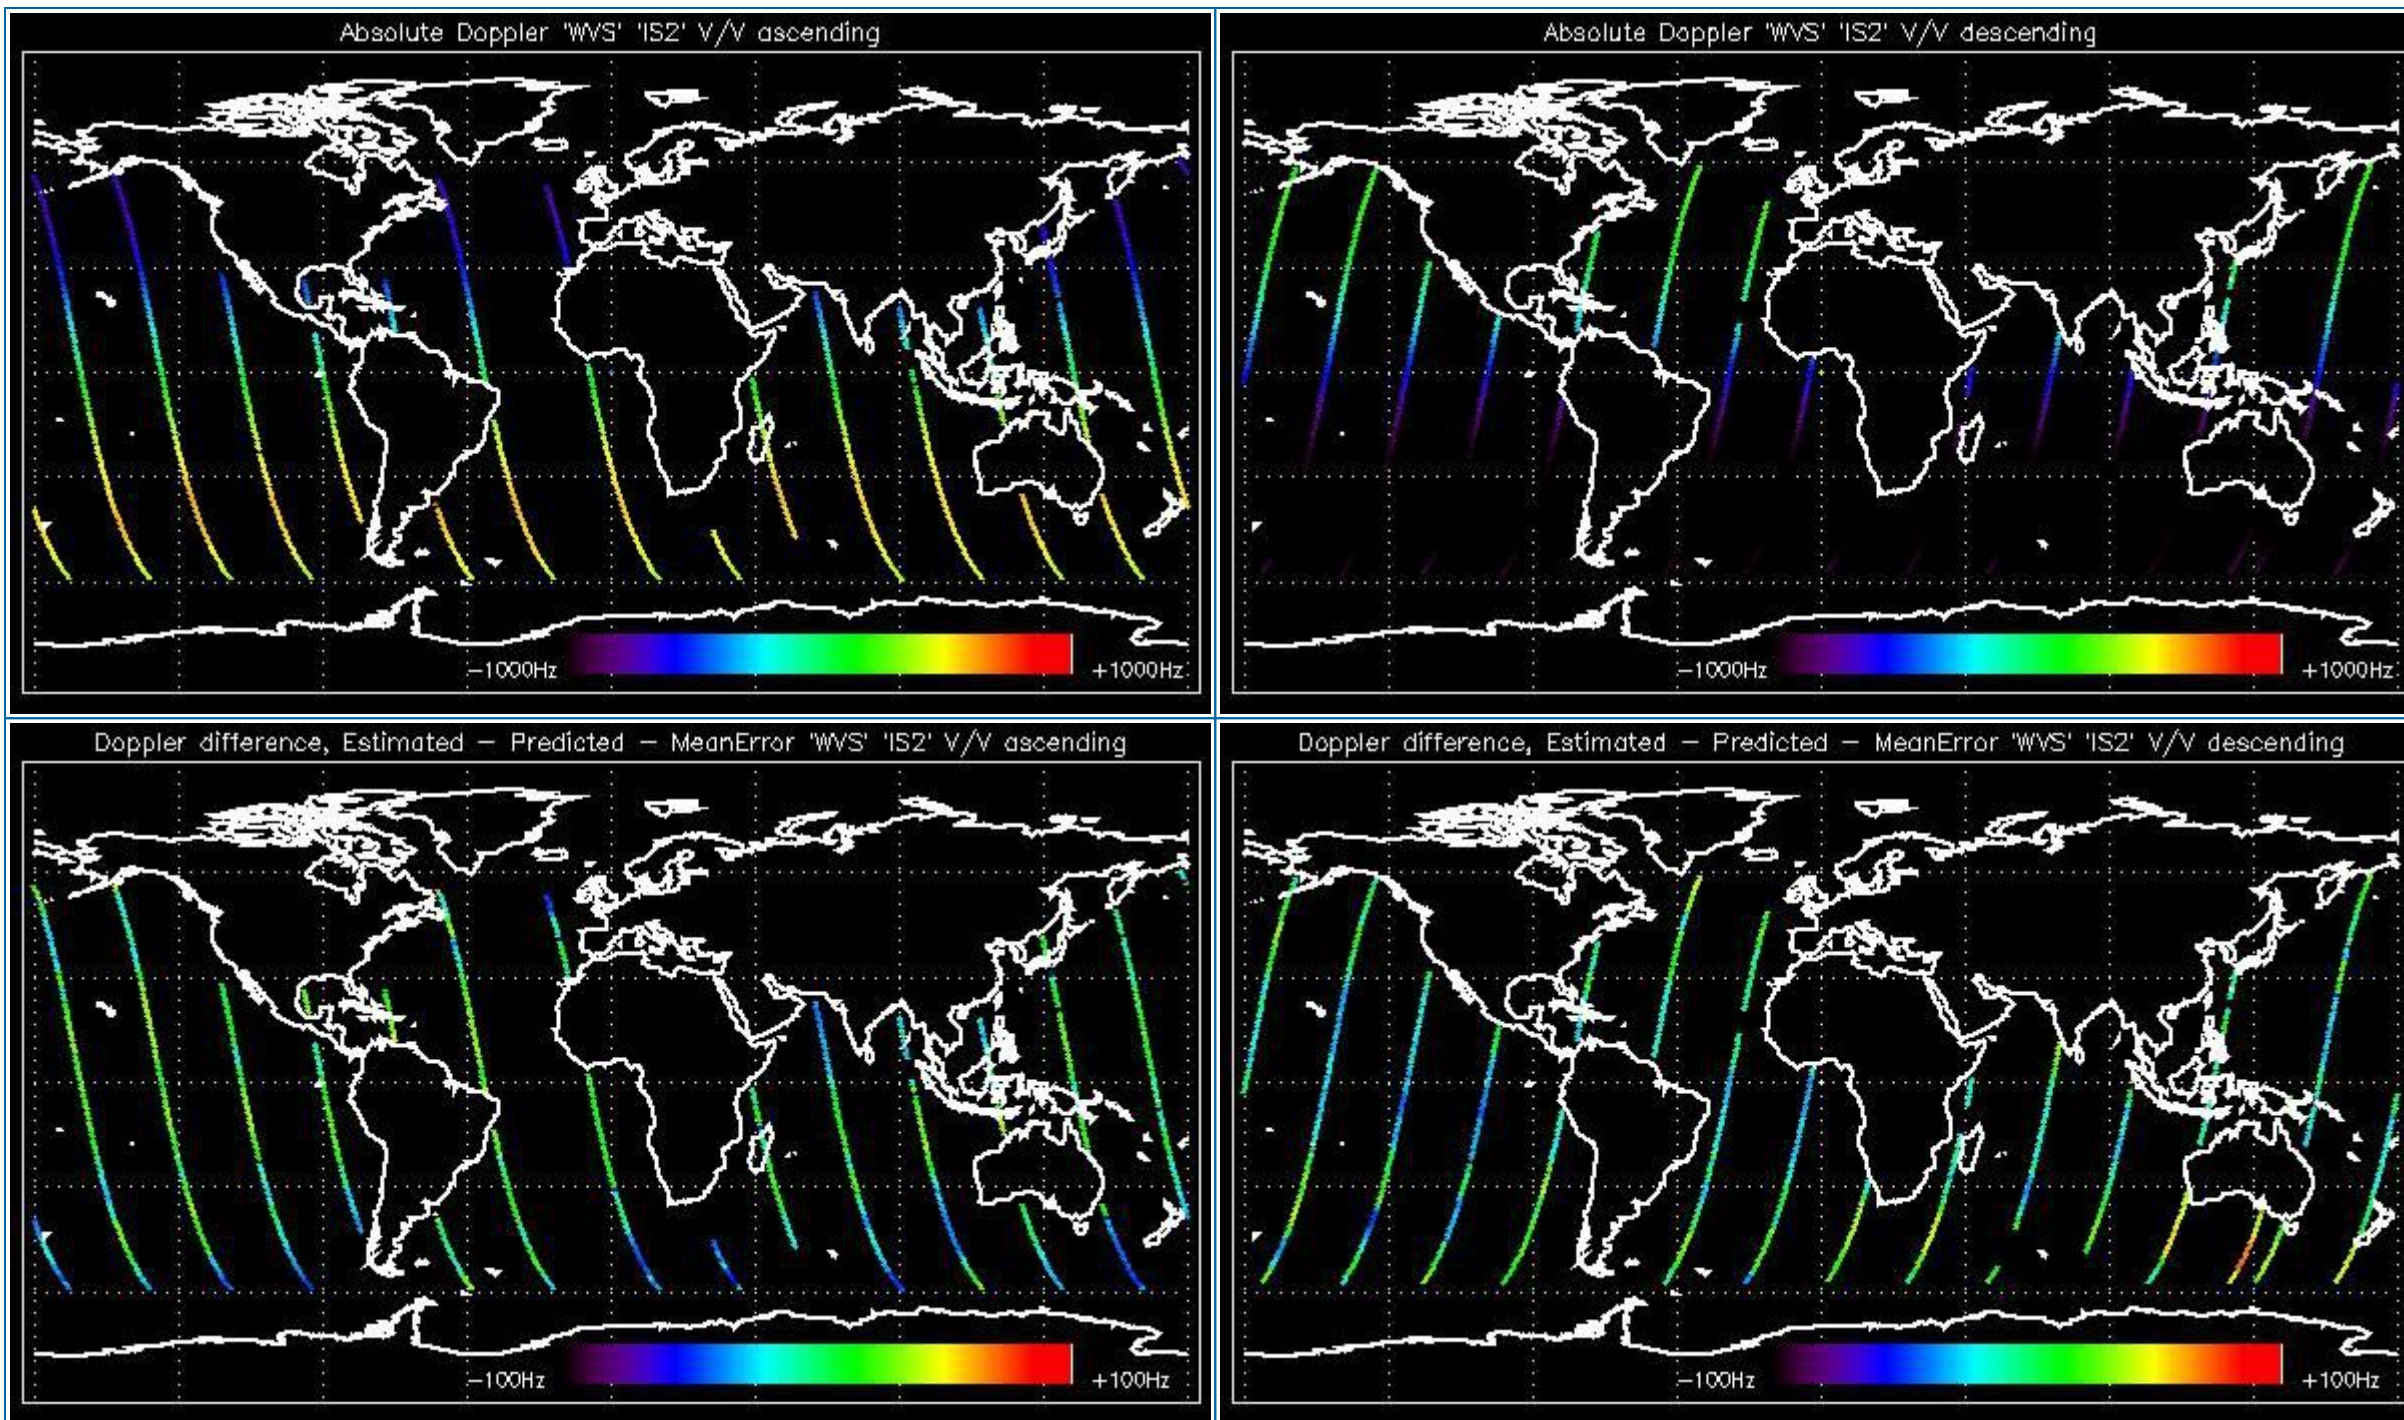 Absolute Doppler 'WVS' 'IS2' V/V ascending
-1000Hz
+1000Hz
Absolute Doppler 'WVS' 'IS2' V/V descending
-1000Hz
+1000Hz
Doppler difference, Estimated - Predicted - MeanError 'WVS' 'IS2' V/V ascending
-100Hz
+100Hz
Doppler difference, Estimated - Predicted - MeanError 'WVS' 'IS2' V/V descending
-100Hz
+100Hz